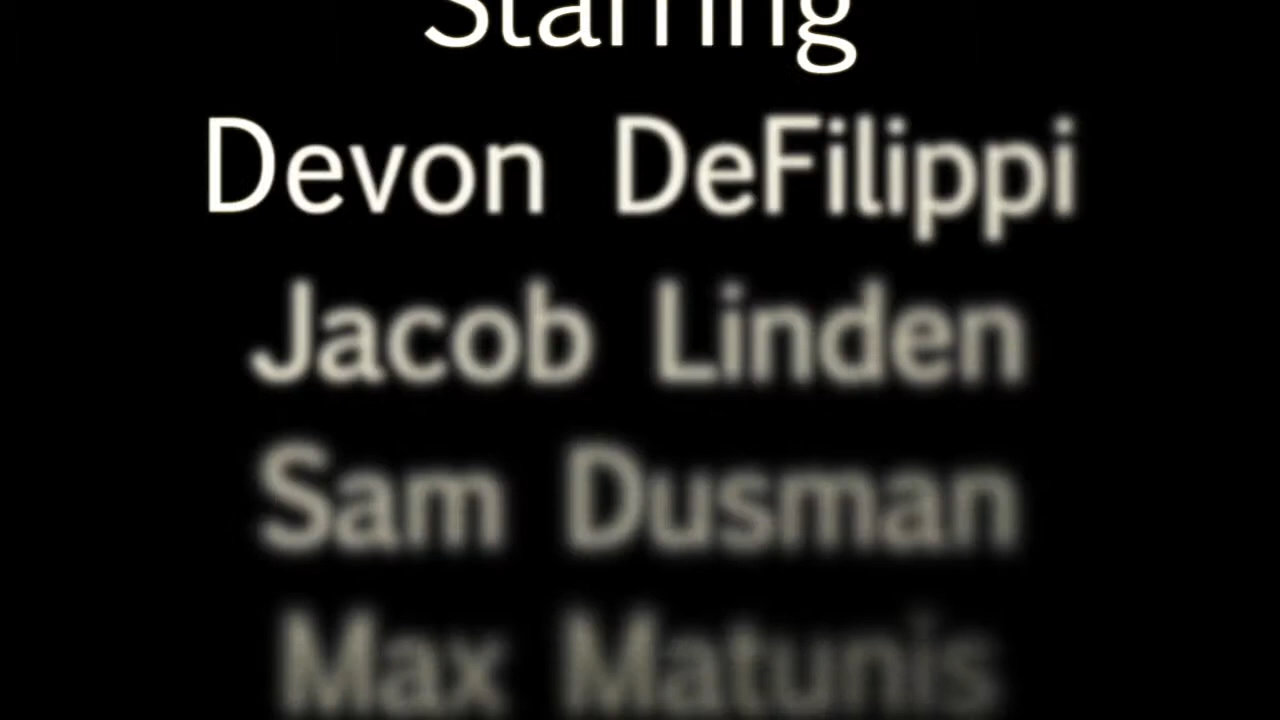 Starring
Devon DeFilippi
Jacob Linden
Sam Dusman
Max Matunis